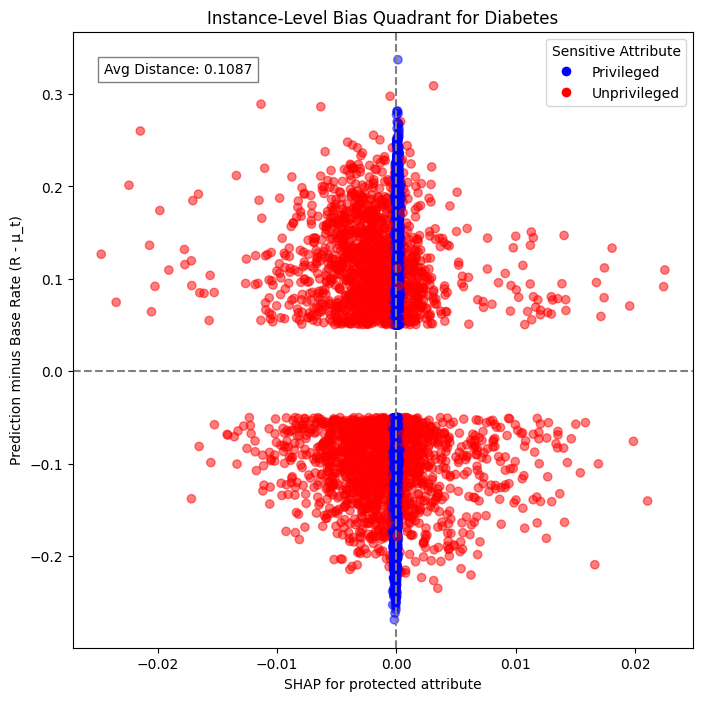 Instance-Level Bias Quadrant for Diabetes
Avg Distance: 0.1087
Sensitive Attribute
Privileged
Unprivileged
Prediction minus Base Rate (R - μ_t)
0.3
0.2
0.1
0.0
−0.1
−0.2
−0.02 −0.01 0.00 0.01 0.02
SHAP for protected attribute